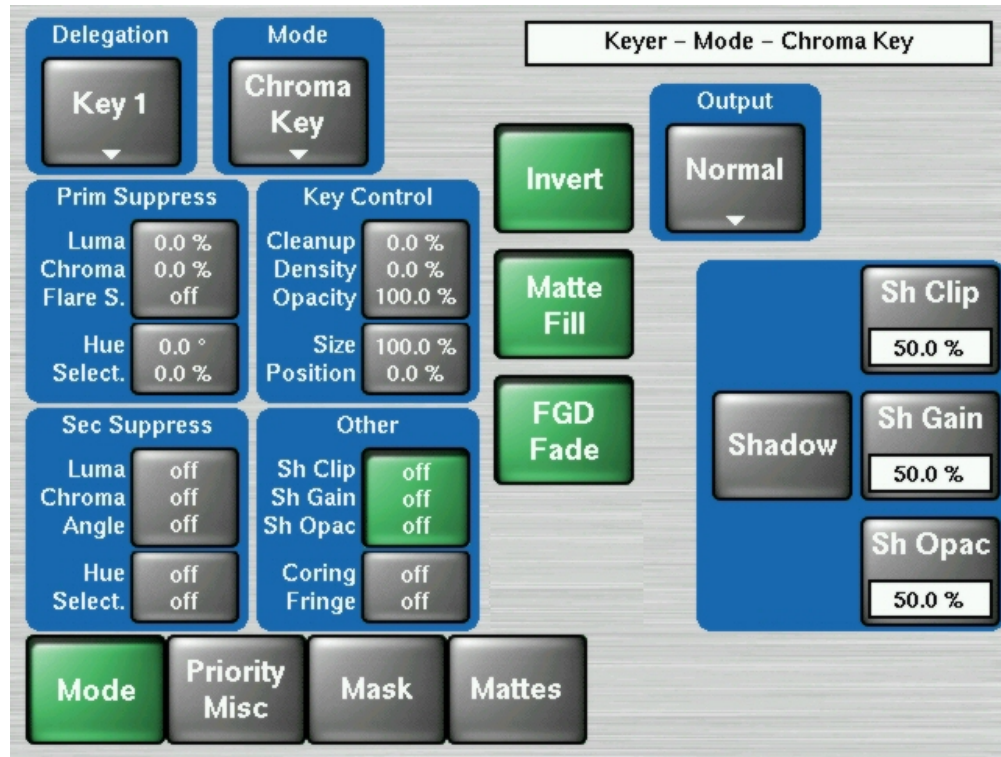 Delegation
Key 1
Mode
Chroma
Key
Keyer – Mode – Chroma Key
Output
Normal
Invert
Matte
Fill
FGD
Fade
Prim Suppress
Luma 0.0 %
Chroma 0.0 %
Flare S. off
Hue 0.0 °
Select. 0.0 %
Key Control
Cleanup 0.0 %
Density 0.0 %
Opacity 100.0 %
Size 100.0 %
Position 0.0 %
Sec Suppress
Luma off
Chroma off
Angle off
Hue off
Select. off
Other
Sh Clip off
Sh Gain off
Sh Opac off
Coring off
Fringe off
Shadow
Sh Clip
50.0 %
Sh Gain
50.0 %
Sh Opac
50.0 %
Mode
Priority
Misc
Mask
Mattes